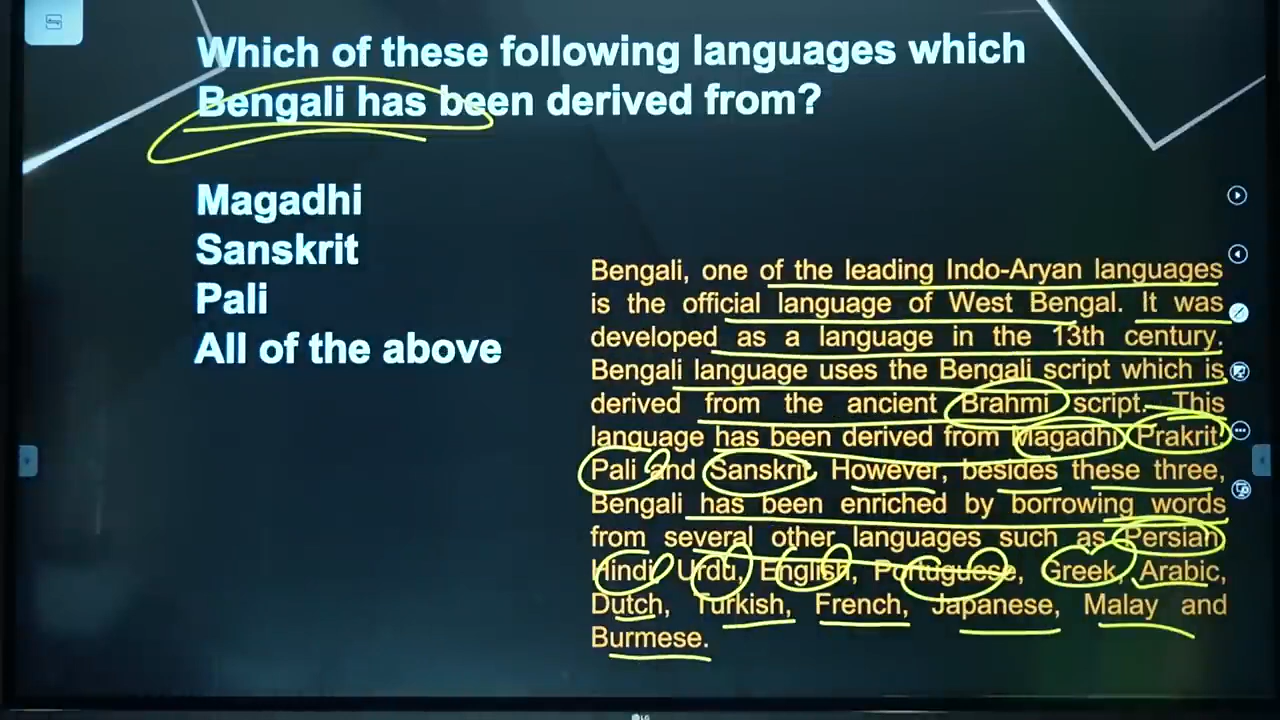 Which of these following languages which
Bengali has been derived from?
Magadhi
Sanskrit
Pali
All of the above
Bengali, one of the leading Indo-Aryan languages
is the official language of West Bengal. It was
developed as a language in the 13th century.
Bengali language uses the Bengali script which is
derived from the ancient Brahmi script. This
language has been derived from Magadhi Prakrit,
Pali and Sanskrit. However, besides these three,
Bengali has been enriched by borrowing words
from several other languages such as Persian,
Hindi, Urdu, English, Portuguese, Greek, Arabic,
Dutch, Turkish, French, Japanese, Malay and
Burmese.
LG